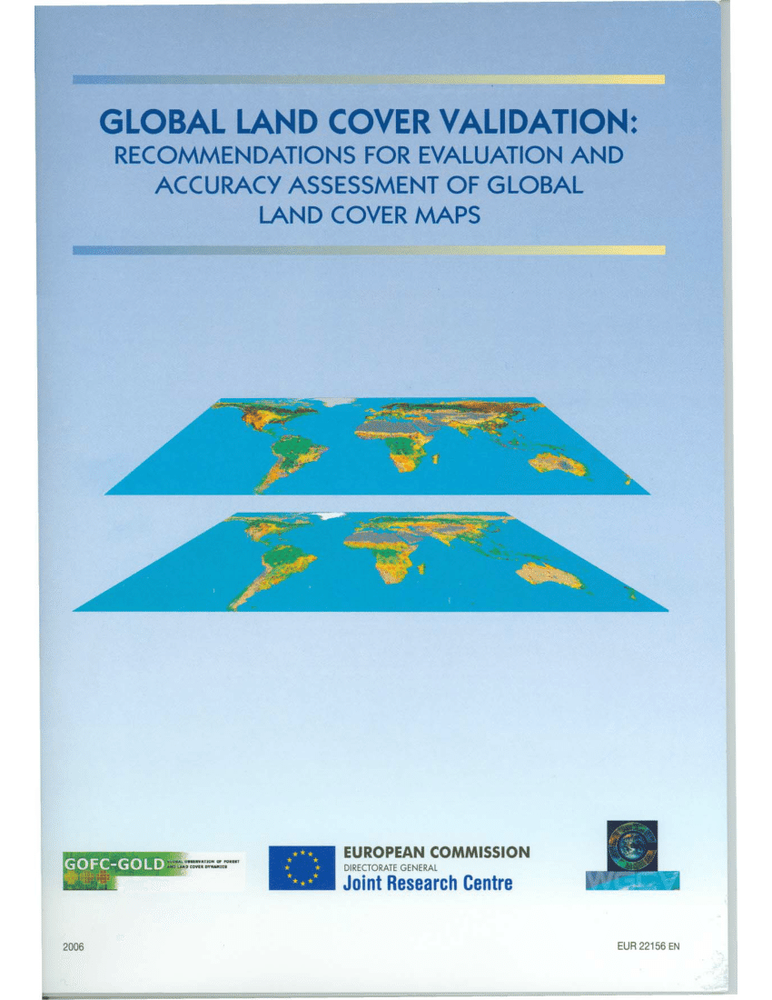 GLOBAL LAND COVER VALIDATION:
RECOMMENDATIONS FOR EVALUATION AND
ACCURACY ASSESSMENT OF GLOBAL
LAND COVER MAPS
GOFC-GOLD
GLOBAL OBSERVATION OF FOREST
AND LAND COVER DYNAMICS
EUROPEAN COMMISSION
DIRECTORATE GENERAL
Joint Research Centre
WGCV
2006
EUR 22156 EN